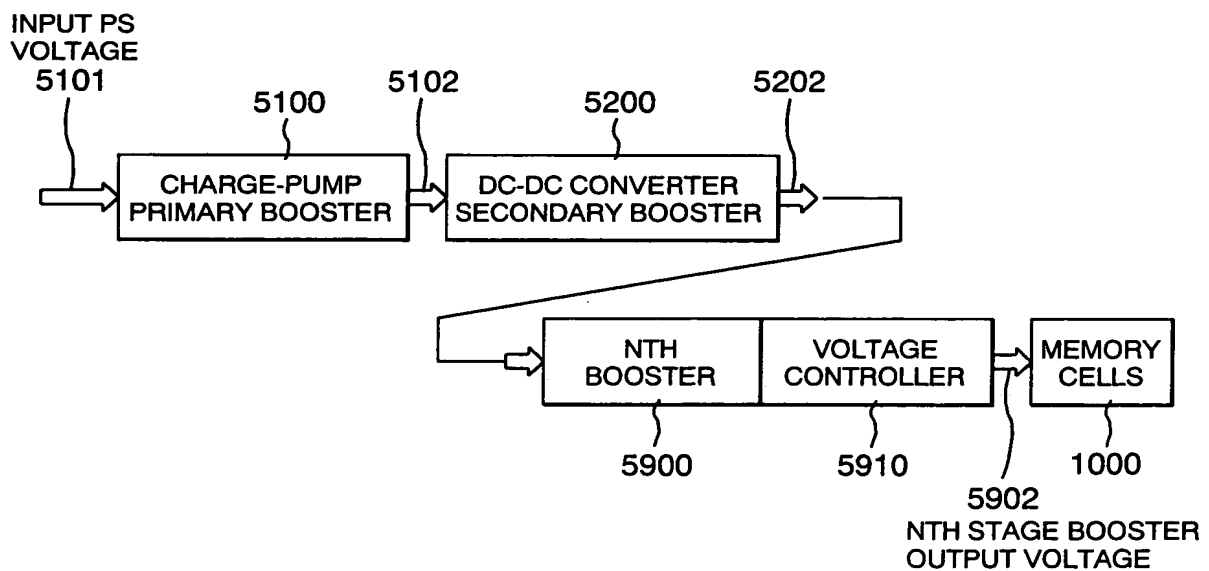 INPUT PS
VOLTAGE
5101
5100
5102
5200
5202
CHARGE-PUMP
PRIMARY BOOSTER
DC-DC CONVERTER
SECONDARY BOOSTER
NTH
BOOSTER
VOLTAGE
CONTROLLER
MEMORY
CELLS
5900
5910
5902
1000
NTH STAGE BOOSTER
OUTPUT VOLTAGE